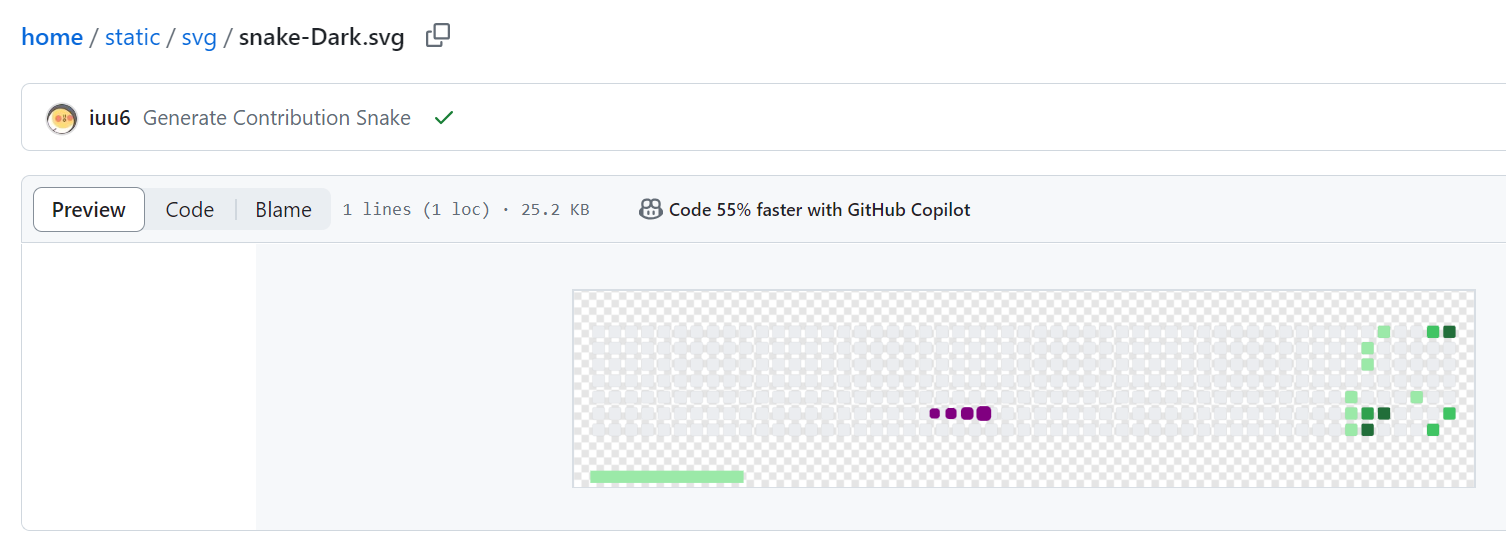 home / static / svg / snake-Dark.svg
iuu6 Generate Contribution Snake
Preview Code Blame 1 lines (1 loc) · 25.2 KB Code 55% faster with GitHub Copilot